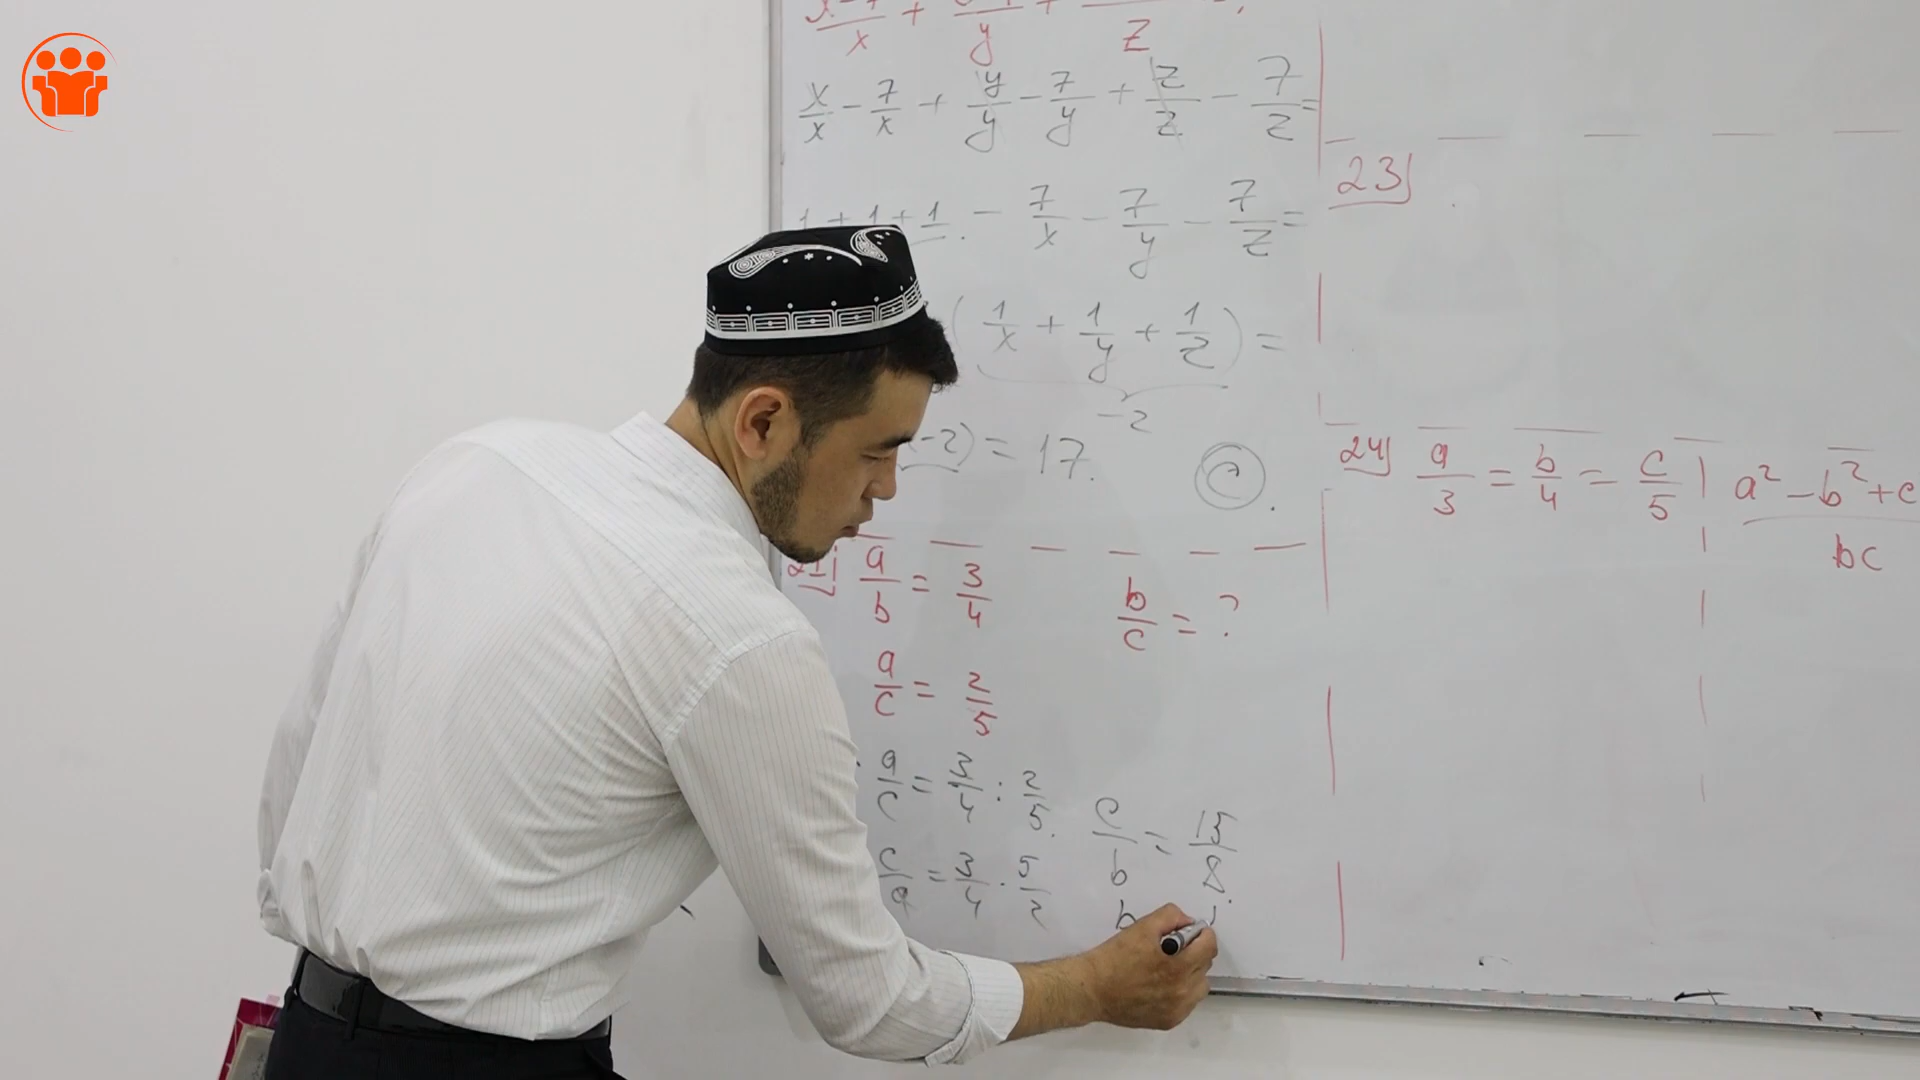 x/x - 7/x + y/y - 7/y + z/z - 7/z =
1 + 1 + 1 - 7/x - 7/y - 7/z =
(1/x + 1/y + 1/z) =
-2
-2) = 17.
C.
a/b = 3/4
b/c = ?
a/c = 2/5
a/c = 3/4 : 2/5.
c/b = 15/8
c/a = 3/4 · 5/2
b
23)
24) a/3 = b/4 = c/5
a² - b² + c
bc